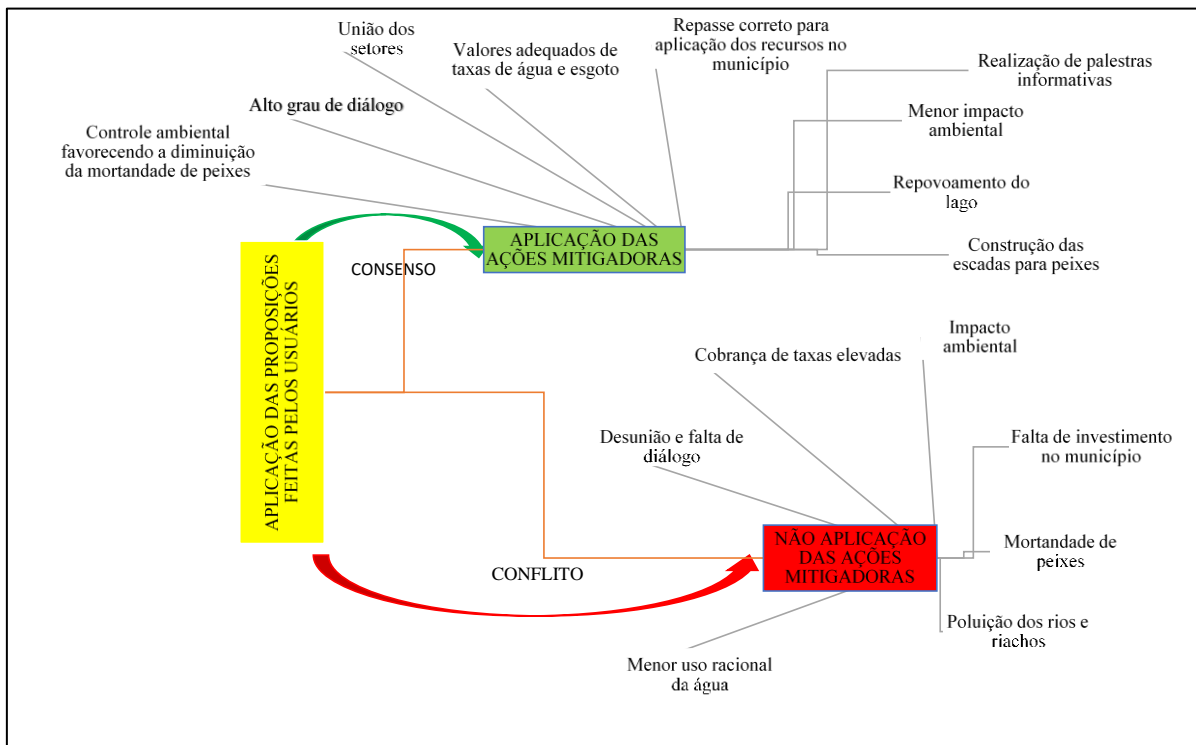 União dos
setores
Valores adequados de
taxas de água e esgoto
Repasse correto para
aplicação dos recursos no
município
Realização de palestras
informativas
Alto grau de diálogo
Menor impacto
ambiental
Controle ambiental
favorecendo a diminuição
da mortandade de peixes
Repovoamento do
lago
Construção das
escadas para peixes
APLICAÇÃO DAS
AÇÕES MITIGADORAS
CONSENSO
APLICAÇÃO DAS PROPOSIÇÕES
FEITAS PELOS USUÁRIOS
Impacto
ambiental
Cobrança de taxas elevadas
Desunião e falta de
diálogo
Falta de investimento
no município
NÃO APLICAÇÃO
DAS AÇÕES
MITIGADORAS
CONFLITO
Mortandade de
peixes
Poluição dos rios e
riachos
Menor uso racional
da água